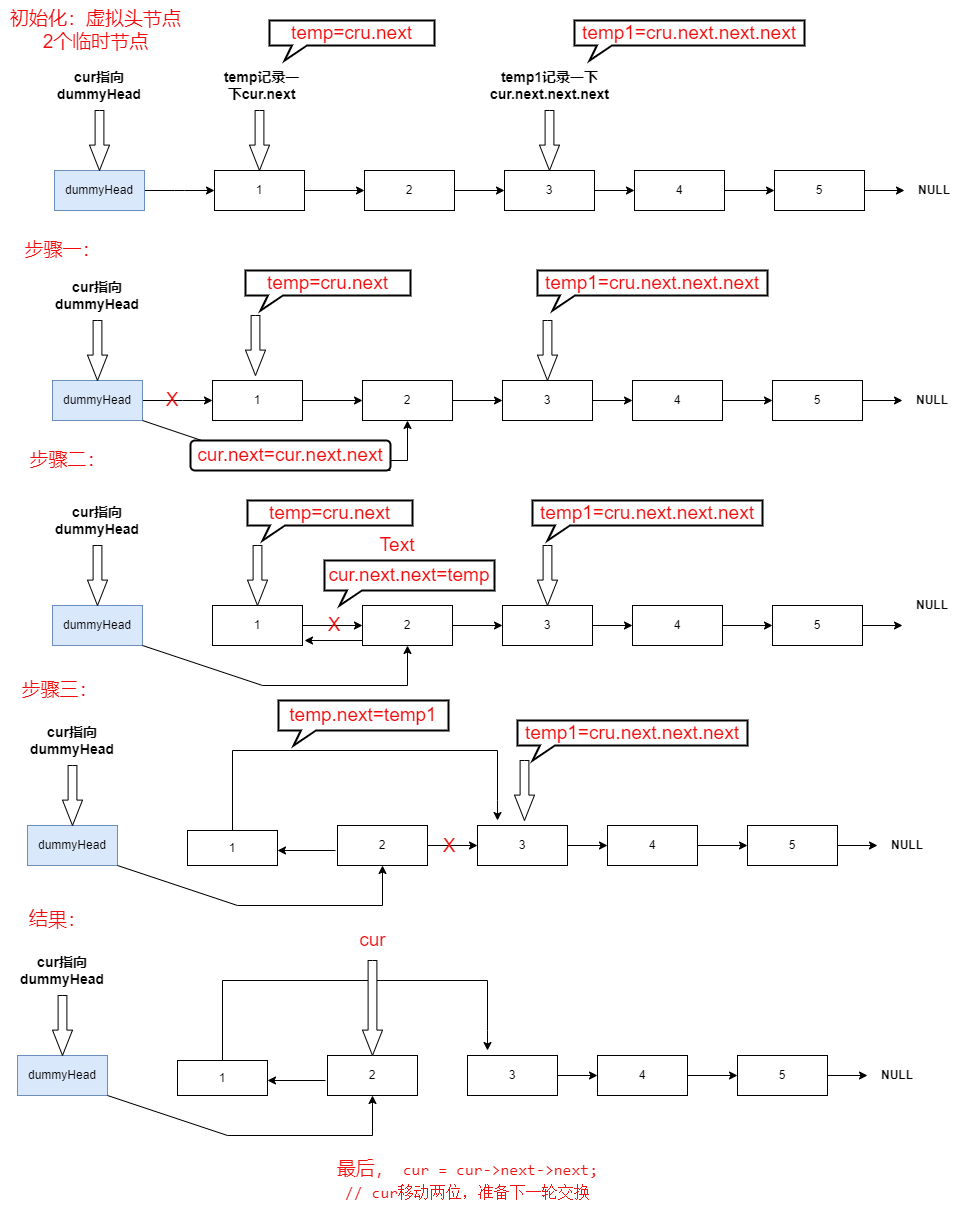 初始化：虚拟头节点
2个临时节点
temp=cru.next
temp1=cru.next.next.next
cur指向
dummyHead
temp记录一
下cur.next
temp1记录一下
cur.next.next.next
dummyHead
1
2
3
4
5
NULL
步骤一：
cur指向
dummyHead
temp=cru.next
temp1=cru.next.next.next
dummyHead
X
1
2
3
4
5
NULL
cur.next=cur.next.next
步骤二：
cur指向
dummyHead
temp=cru.next
temp1=cru.next.next.next
Text
cur.next.next=temp
dummyHead
1
X
2
3
4
5
NULL
步骤三：
cur指向
dummyHead
temp.next=temp1
temp1=cru.next.next.next
dummyHead
1
2
X
3
4
5
NULL
结果：
cur指向
dummyHead
cur
dummyHead
1
2
3
4
5
NULL
最后， cur = cur->next->next;
// cur移动两位，准备下一轮交换